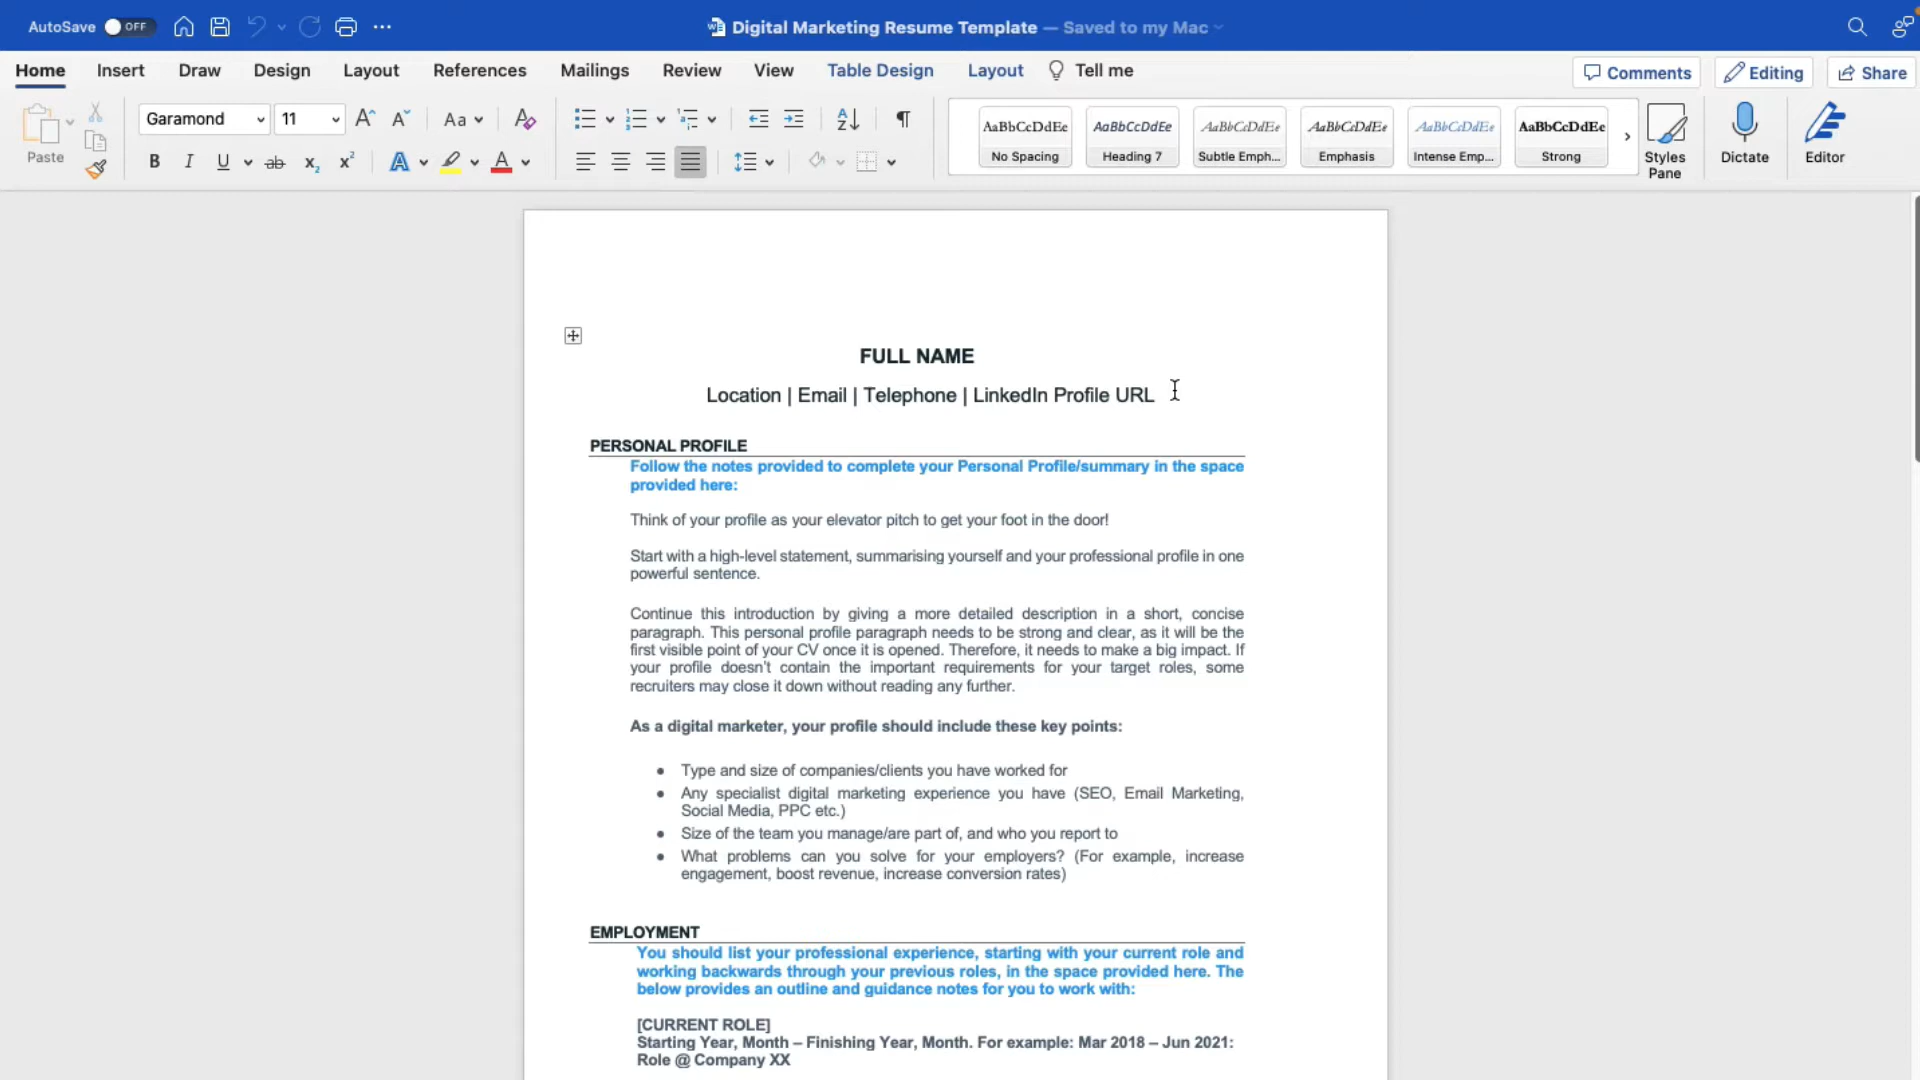 AutoSave OFF
Digital Marketing Resume Template — Saved to my Mac
Home Insert Draw Design Layout References Mailings Review View Table Design Layout Tell me
Comments Editing Share
Paste
Garamond 11
Aa
B I U ab x₂ x² A A
A Z ¶
AaBbCcDdEe AaBbCcDdEe AaBbCcDdEe AaBbCcDdEe AaBbCcDdEe AaBbCcDdEe
No Spacing Heading 7 Subtle Emph... Emphasis Intense Emp... Strong
Styles Pane
Dictate
Editor
FULL NAME
Location | Email | Telephone | LinkedIn Profile URL
PERSONAL PROFILE
Follow the notes provided to complete your Personal Profile/summary in the space
provided here:
Think of your profile as your elevator pitch to get your foot in the door!
Start with a high-level statement, summarising yourself and your professional profile in one
powerful sentence.
Continue this introduction by giving a more detailed description in a short, concise
paragraph. This personal profile paragraph needs to be strong and clear, as it will be the
first visible point of your CV once it is opened. Therefore, it needs to make a big impact. If
your profile doesn't contain the important requirements for your target roles, some
recruiters may close it down without reading any further.
As a digital marketer, your profile should include these key points:
● Type and size of companies/clients you have worked for
● Any specialist digital marketing experience you have (SEO, Email Marketing,
Social Media, PPC etc.)
● Size of the team you manage/are part of, and who you report to
● What problems can you solve for your employers? (For example, increase
engagement, boost revenue, increase conversion rates)
EMPLOYMENT
You should list your professional experience, starting with your current role and
working backwards through your previous roles, in the space provided here. The
below provides an outline and guidance notes for you to work with:
[CURRENT ROLE]
Starting Year, Month – Finishing Year, Month. For example: Mar 2018 – Jun 2021:
Role @ Company XX